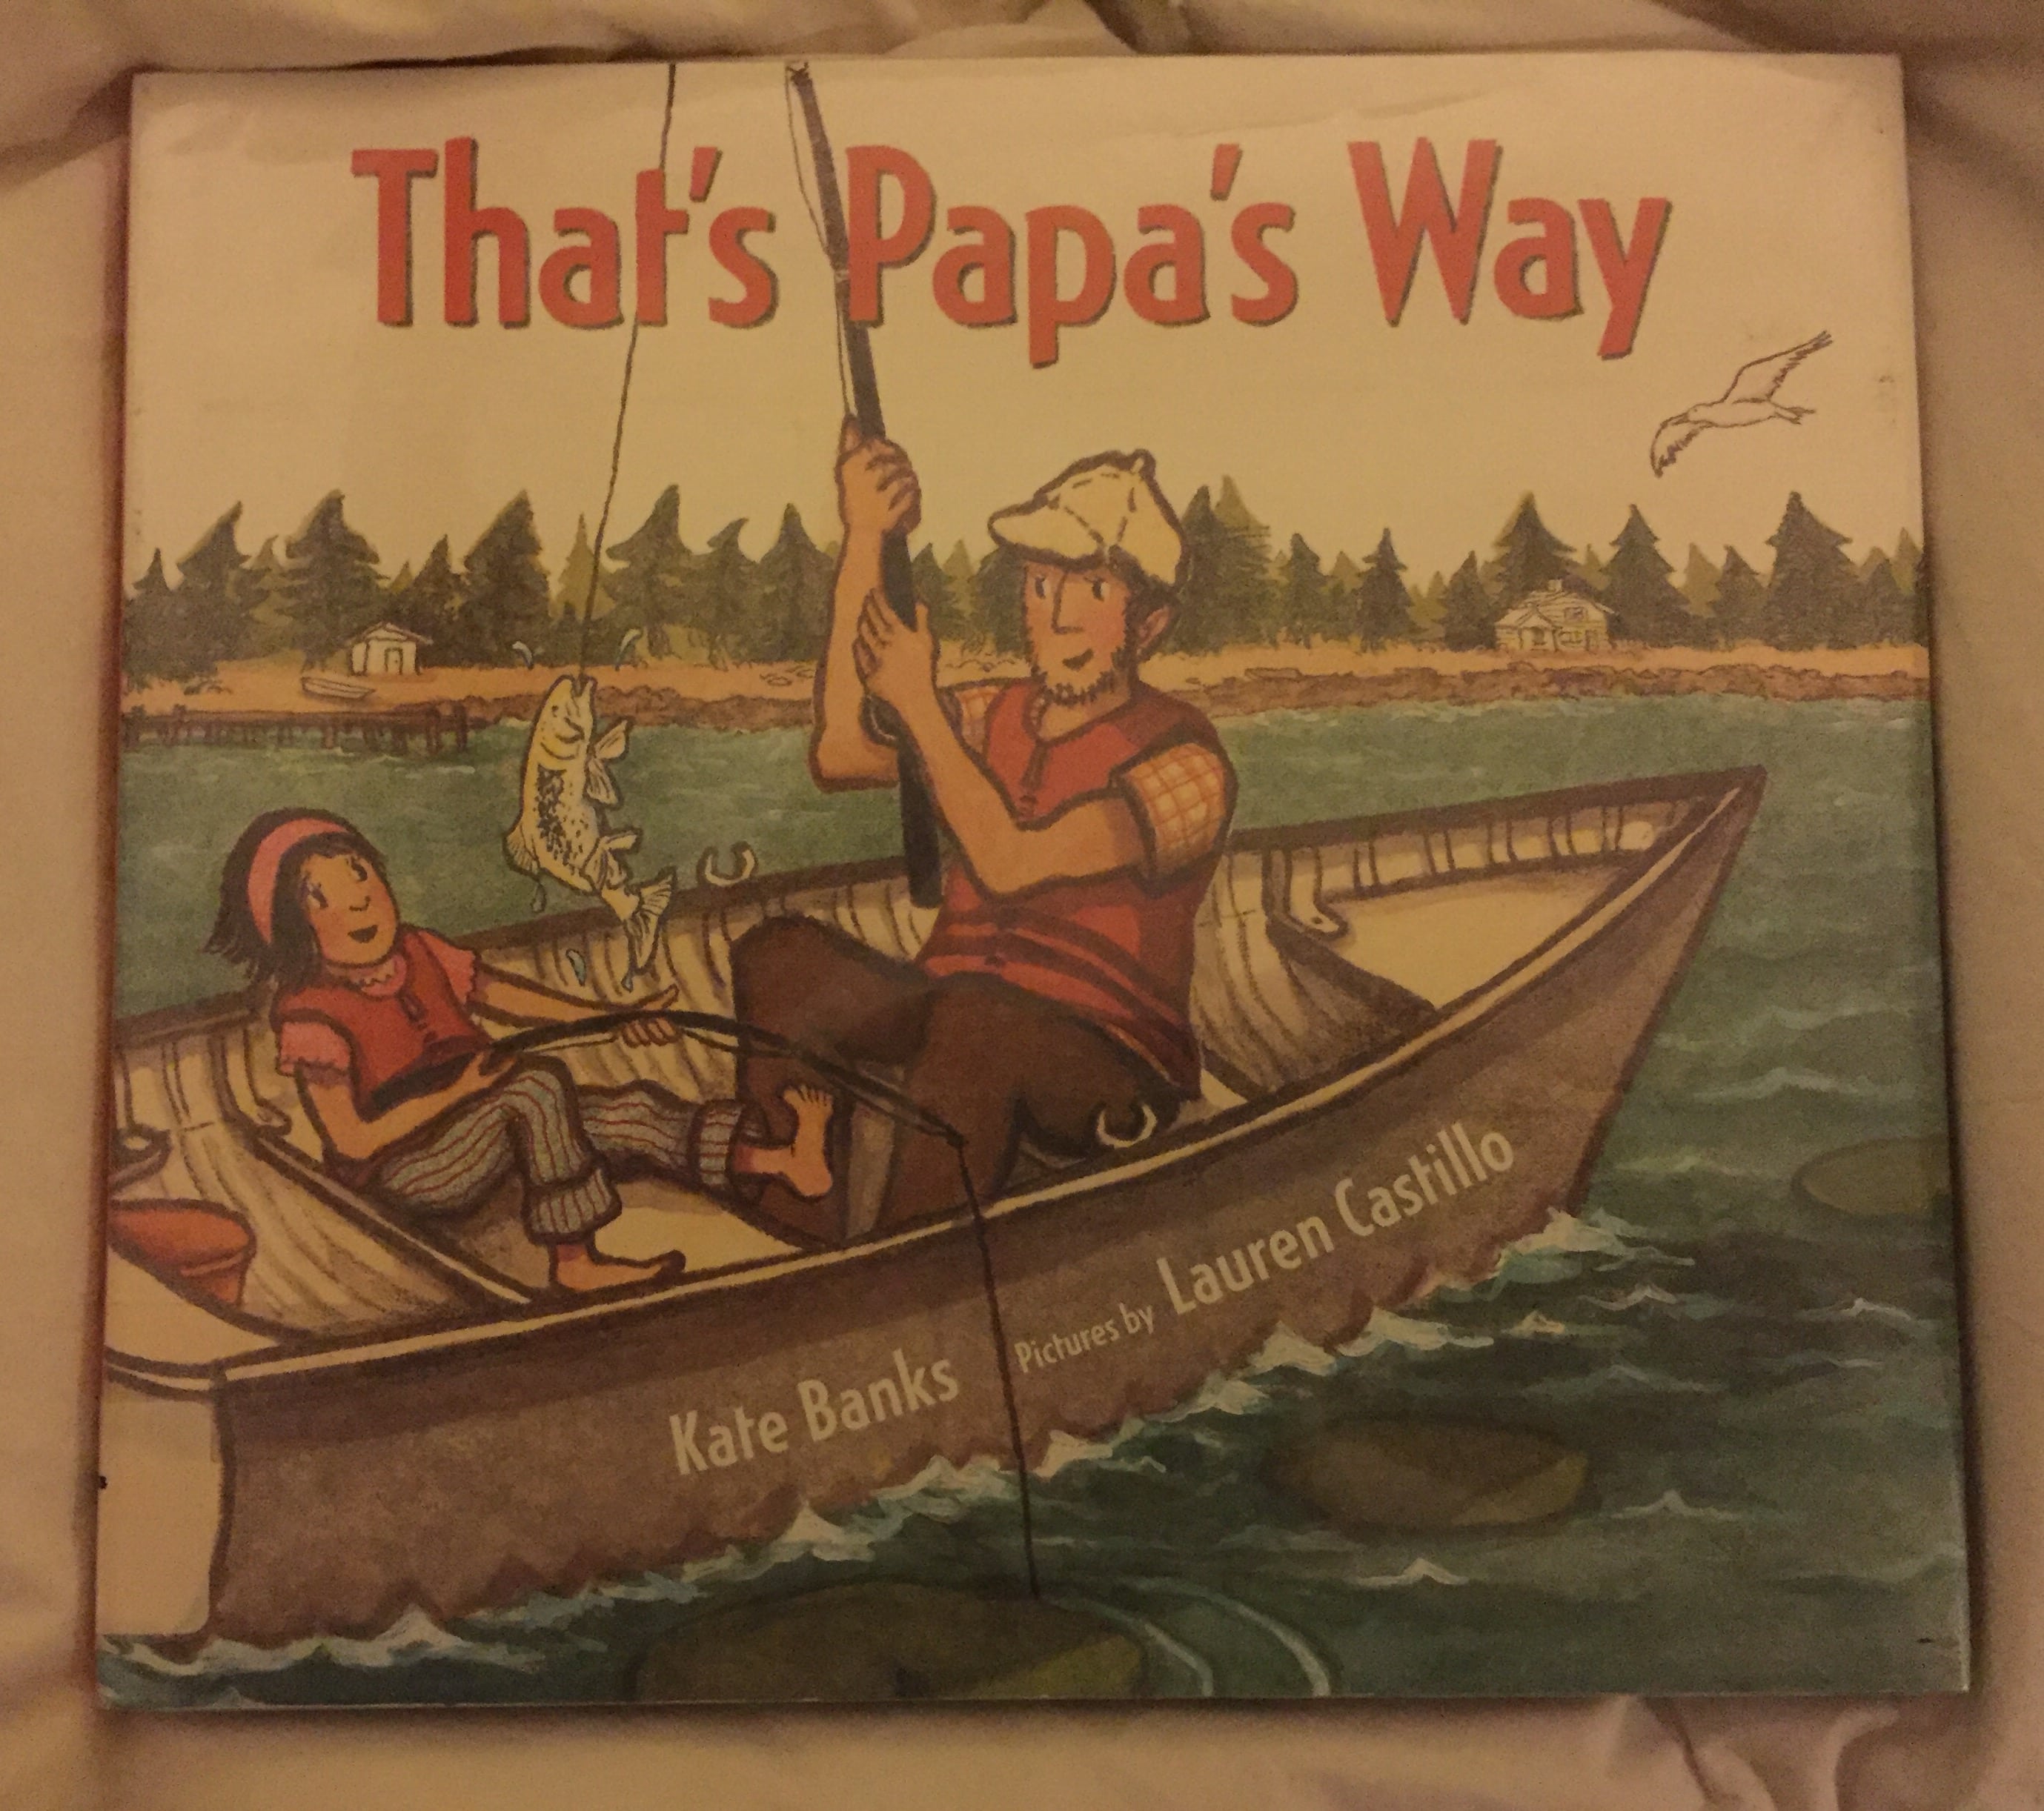 That's Papa's Way
Kate Banks
Pictures by Lauren Castillo